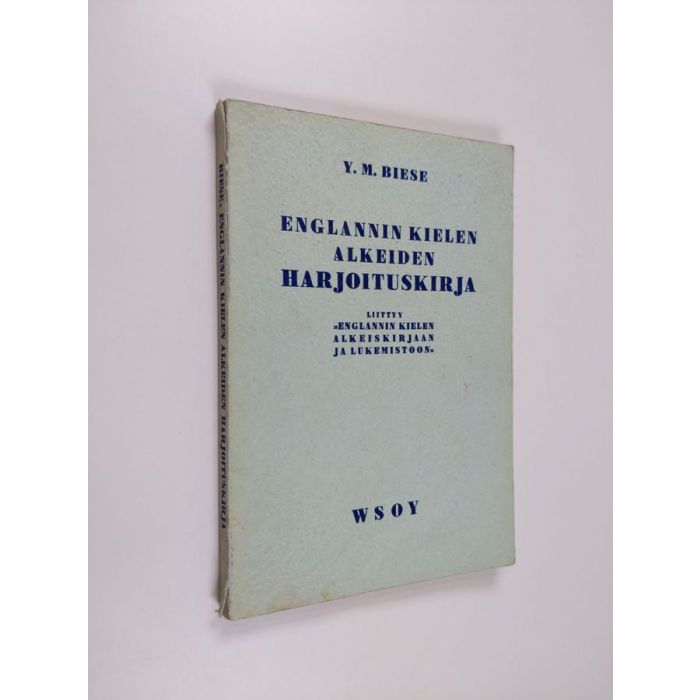 Y. M. BIESE
ENGLANNIN KIELEN
ALKEIDEN
HARJOITUSKIRJA
LIITTYY
»ENGLANNIN KIELEN
ALKEISKIRJAAN
JA LUKEMISTOON»
WSOY
BIESE, ENGLANNIN KIELEN ALKEIDEN HARJOITUSKIRJA